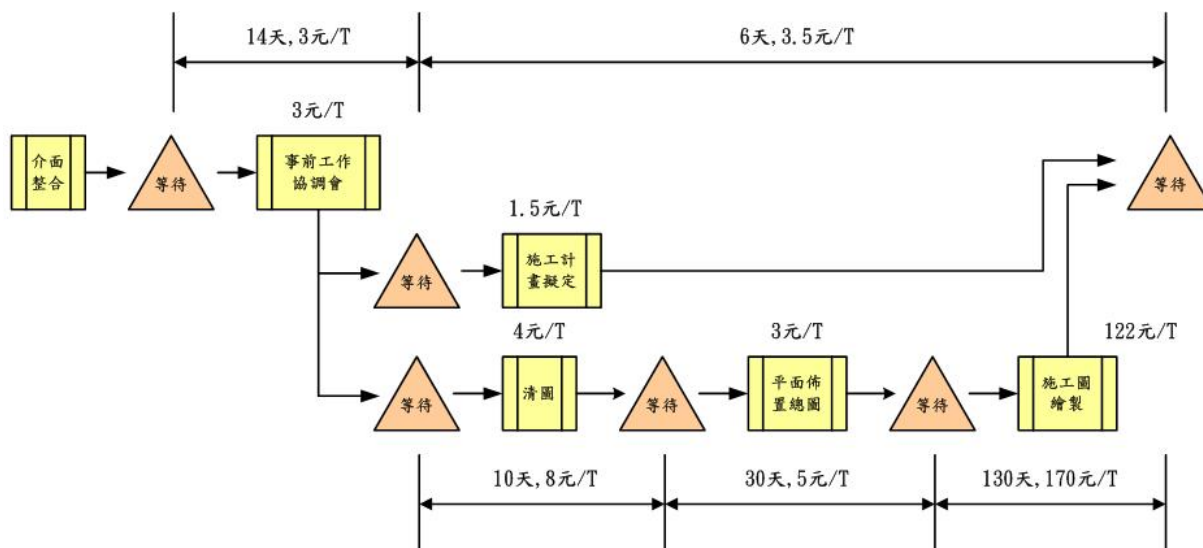 14天,3元/T
6天,3.5元/T
3元/T
介面
整合
等待
事前工作
協調會
等待
1.5元/T
等待
施工計
畫擬定
4元/T
3元/T
122元/T
等待
清圖
等待
平面佈
置總圖
等待
施工圖
繪製
10天,8元/T
30天,5元/T
130天,170元/T